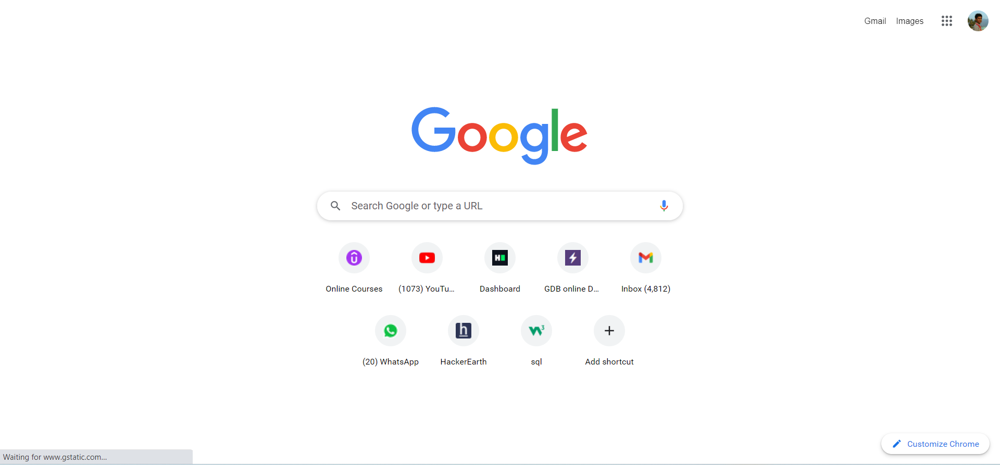 Gmail Images
Google
Search Google or type a URL
Online Courses
(1073) YouTu...
Dashboard
GDB online D...
Inbox (4,812)
(20) WhatsApp
HackerEarth
sql
Add shortcut
Customize Chrome
Waiting for www.gstatic.com...